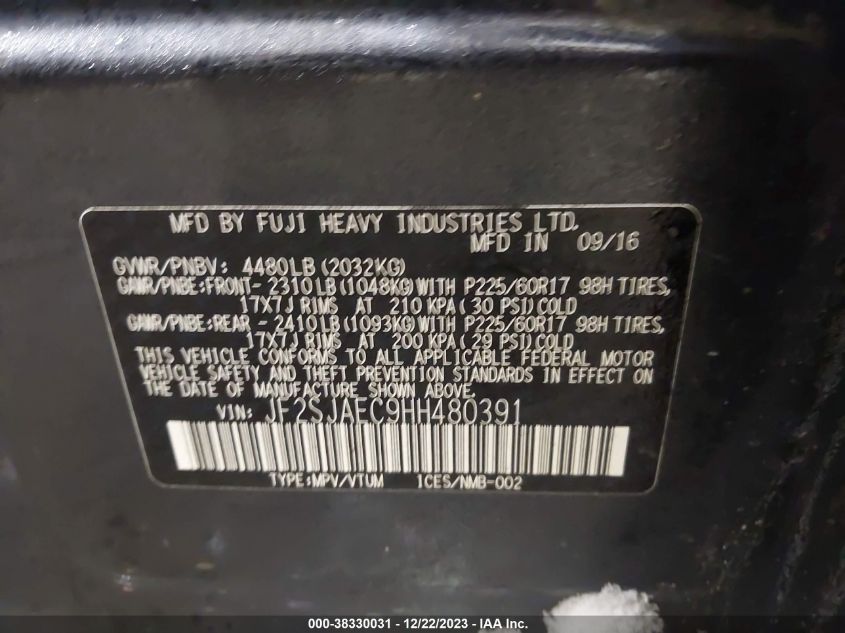 MFD BY FUJI HEAVY INDUSTRIES LTD.
MFD IN 09/16
GVWR/PNBV: 4480LB(2032KG)
GAWR/PNBE:FRONT- 2310LB(1048KG)WITH P225/60R17 98H TIRES,
17X7J RIMS AT 210 KPA(30 PSI)COLD
GAWR/PNBE:REAR - 2410LB(1093KG)WITH P225/60R17 98H TIRES,
17X7J RIMS AT 200 KPA(29 PSI)COLD
THIS VEHICLE CONFORMS TO ALL APPLICABLE FEDERAL MOTOR
VEHICLE SAFETY AND THEFT PREVENTION STANDARDS IN EFFECT ON
THE DATE OF MANUFACTURE SHOWN ABOVE.
VIN: JF2SJAEC9HH480391
TYPE:MPV/VTUM ICES/NMB-002
000-38330031 - 12/22/2023 - IAA Inc.